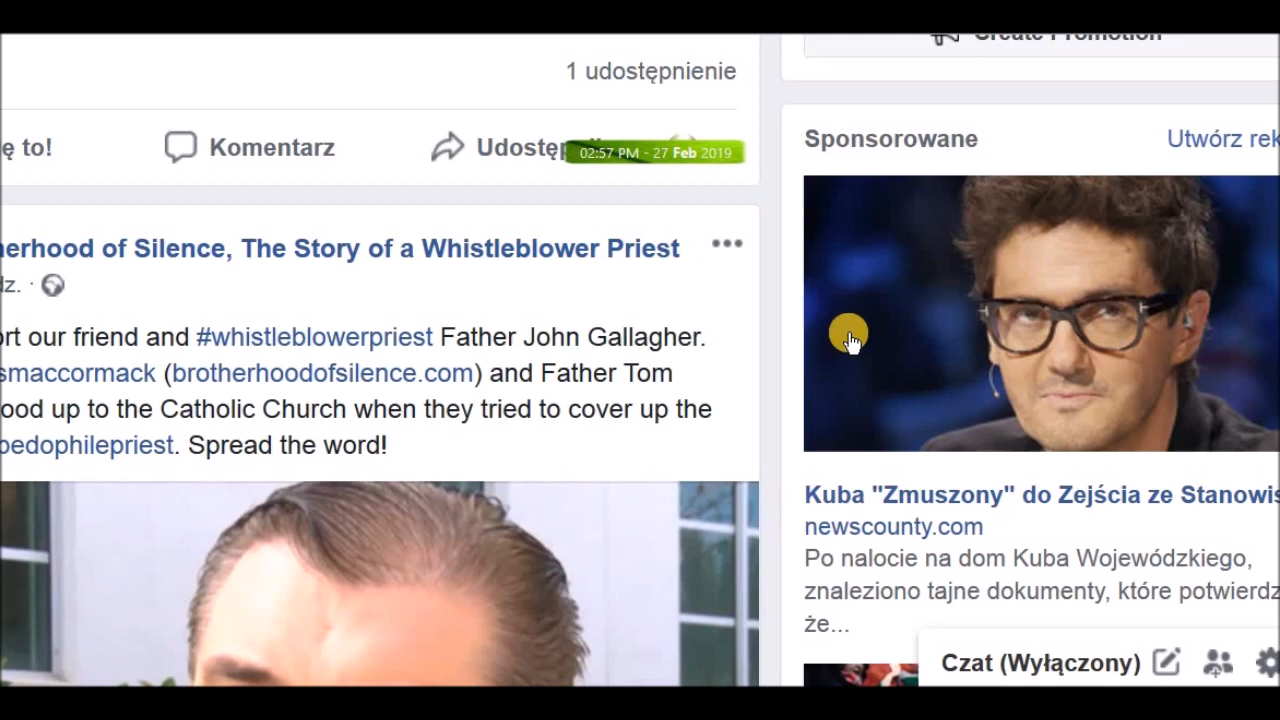 1 udostępnienie
ę to!
Komentarz
02:57 PM - 27 Feb 2019
herhood of Silence, The Story of a Whistleblower Priest
dz. ·
ort our friend and #whistleblowerpriest Father John Gallagher.
smaccormack (brotherhoodofsilence.com) and Father Tom
ood up to the Catholic Church when they tried to cover up the
pedophilepriest. Spread the word!
Create Promotion
Sponsorowane
Utwórz rek
Kuba "Zmuszony" do Zejścia ze Stanowis
newscounty.com
Po nalocie na dom Kuba Wojewódzkiego,
znaleziono tajne dokumenty, które potwierdz
że...
Czat (Wyłączony)